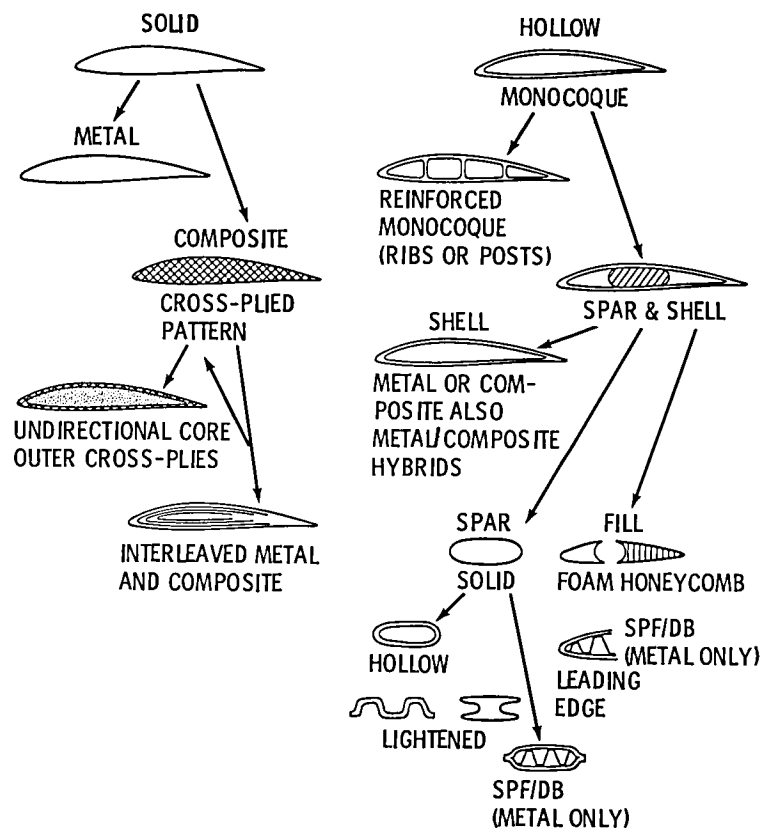 SOLID
METAL
COMPOSITE
CROSS-PLIED
PATTERN
UNDIRECTIONAL CORE
OUTER CROSS-PLIES
INTERLEAVED METAL
AND COMPOSITE
HOLLOW
MONOCOQUE
REINFORCED
MONOCOQUE
(RIBS OR POSTS)
SPAR & SHELL
SHELL
METAL OR COM-
POSITE ALSO
METAL/COMPOSITE
HYBRIDS
SPAR
SOLID
HOLLOW
LIGHTENED
SPF/DB
(METAL ONLY)
FILL
FOAM HONEYCOMB
SPF/DB
(METAL ONLY)
LEADING
EDGE